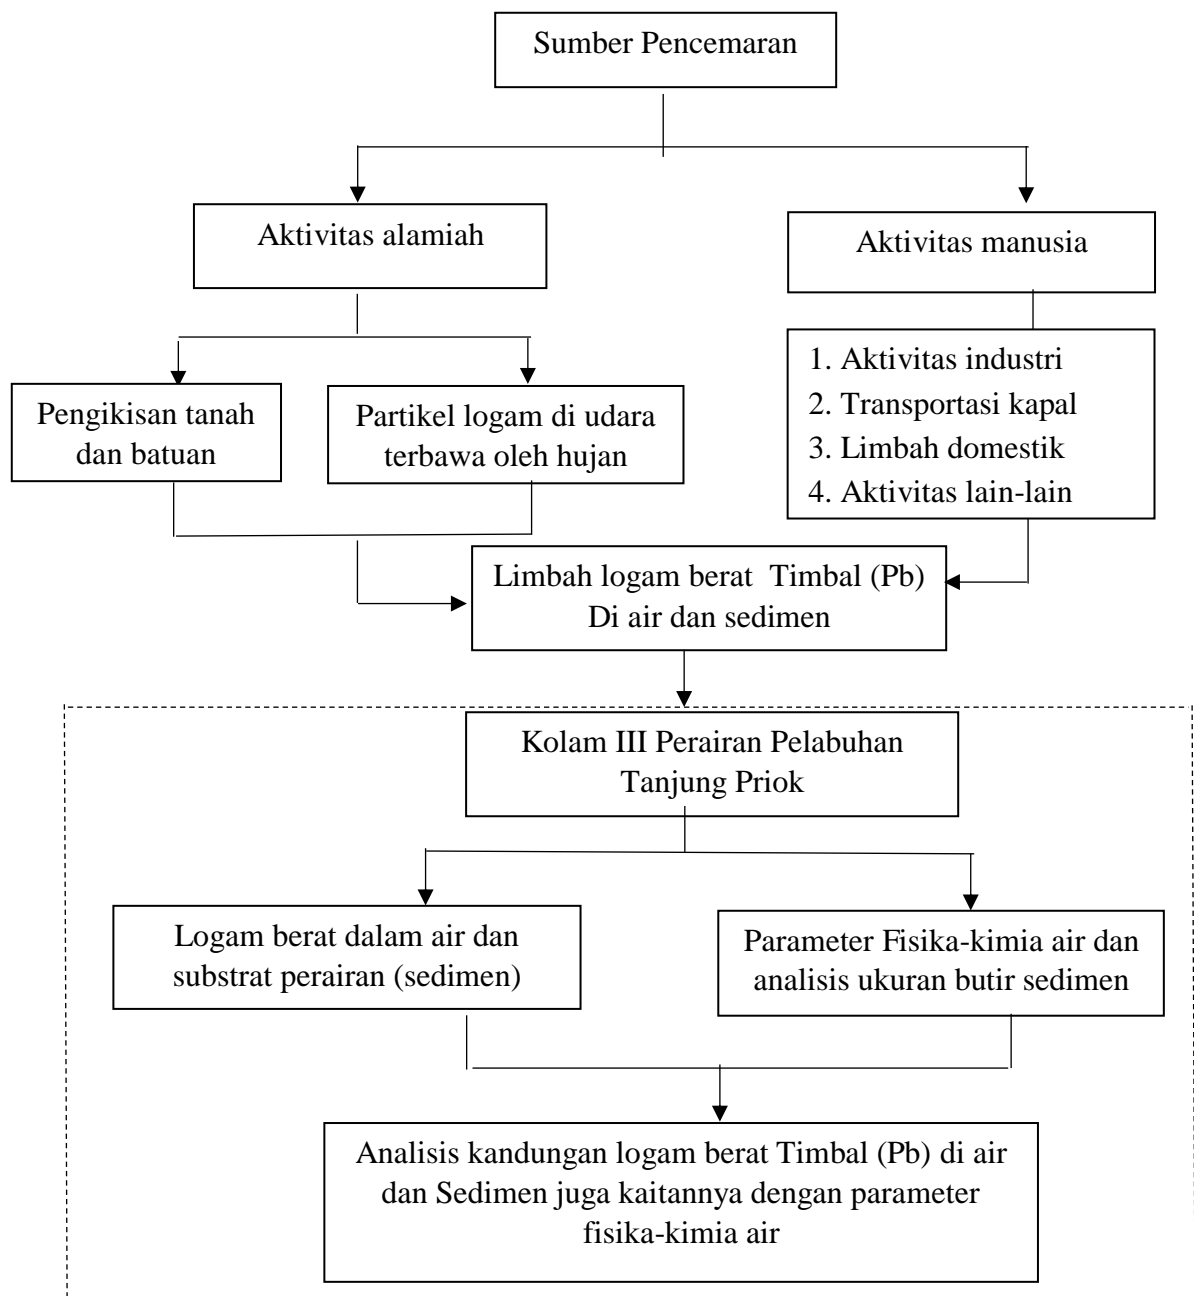 Sumber Pencemaran
Aktivitas alamiah
Aktivitas manusia
Pengikisan tanah
dan batuan
Partikel logam di udara
terbawa oleh hujan
1. Aktivitas industri
2. Transportasi kapal
3. Limbah domestik
4. Aktivitas lain-lain
Limbah logam berat  Timbal (Pb)
Di air dan sedimen
Kolam III Perairan Pelabuhan
Tanjung Priok
Logam berat dalam air dan
substrat perairan (sedimen)
Parameter Fisika-kimia air dan
analisis ukuran butir sedimen
Analisis kandungan logam berat Timbal (Pb) di air
dan Sedimen juga kaitannya dengan parameter
fisika-kimia air